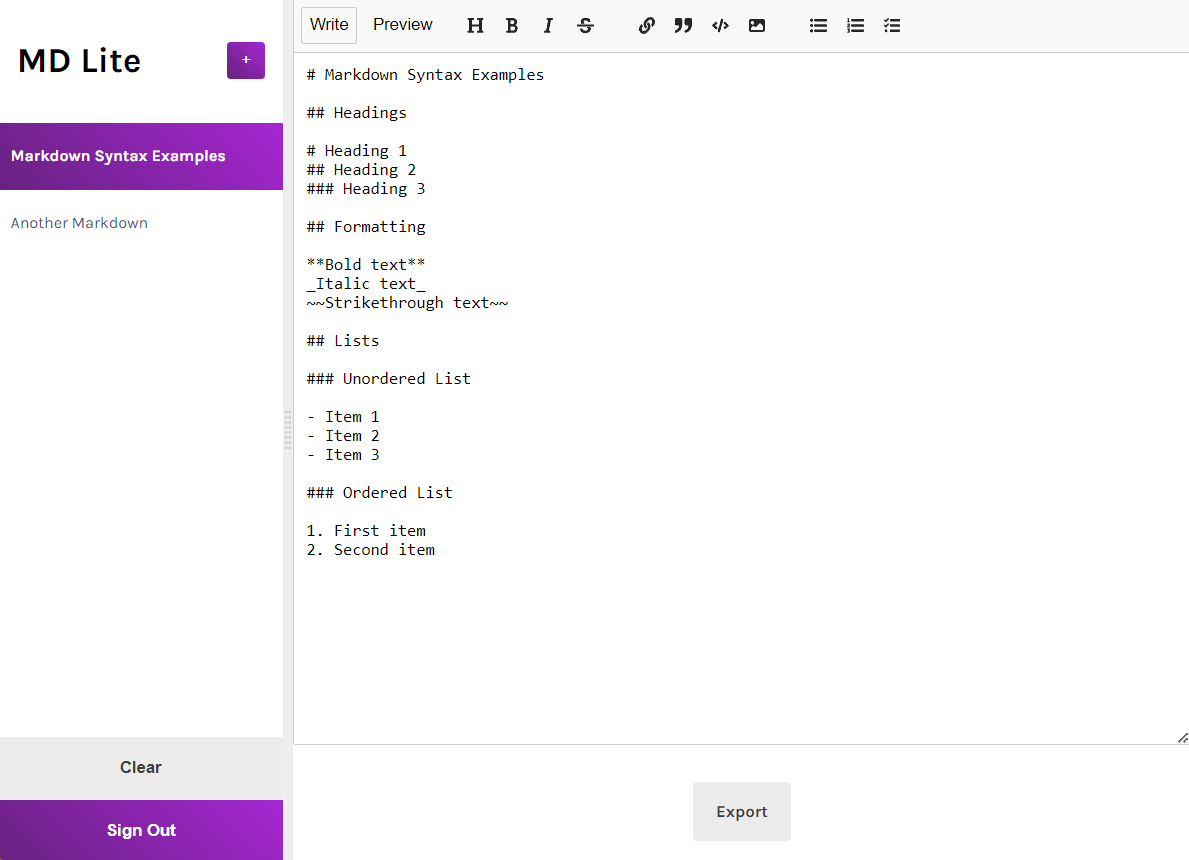 MD Lite
+
Markdown Syntax Examples
Another Markdown
Clear
Sign Out
Write Preview H B I S
# Markdown Syntax Examples
## Headings
# Heading 1
## Heading 2
### Heading 3
## Formatting
**Bold text**
_Italic text_
~~Strikethrough text~~
## Lists
### Unordered List
- Item 1
- Item 2
- Item 3
### Ordered List
1. First item
2. Second item
Export